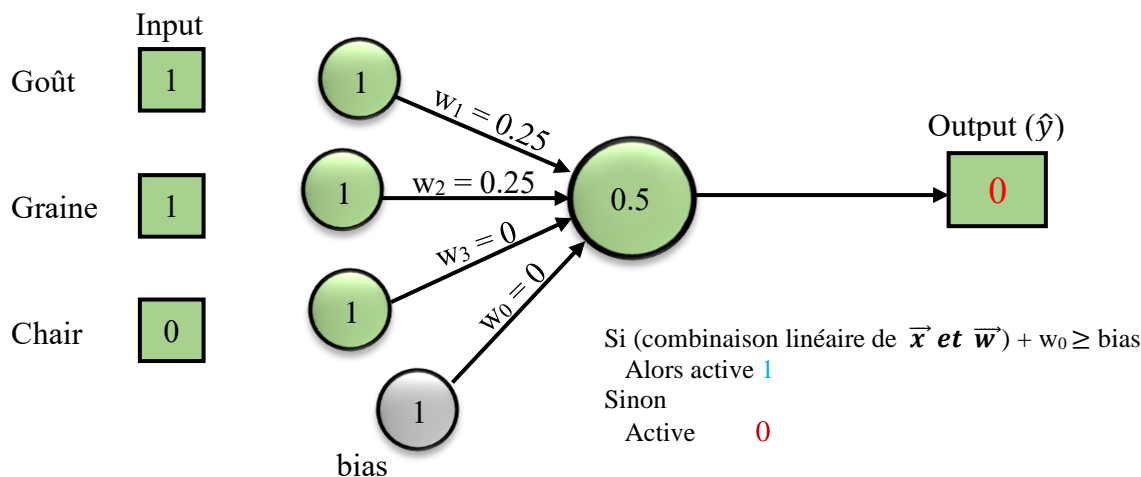 Input
Goût
1
Graine
1
Chair
0
1
1
1
1
bias
w₁ = 0.25
w₂ = 0.25
w₃ = 0
w₀ = 0
0.5
Output (ŷ)
0
Si (combinaison linéaire de x⃗ et w⃗) + w₀ ≥ bias
Alors active 1
Sinon
Active 0